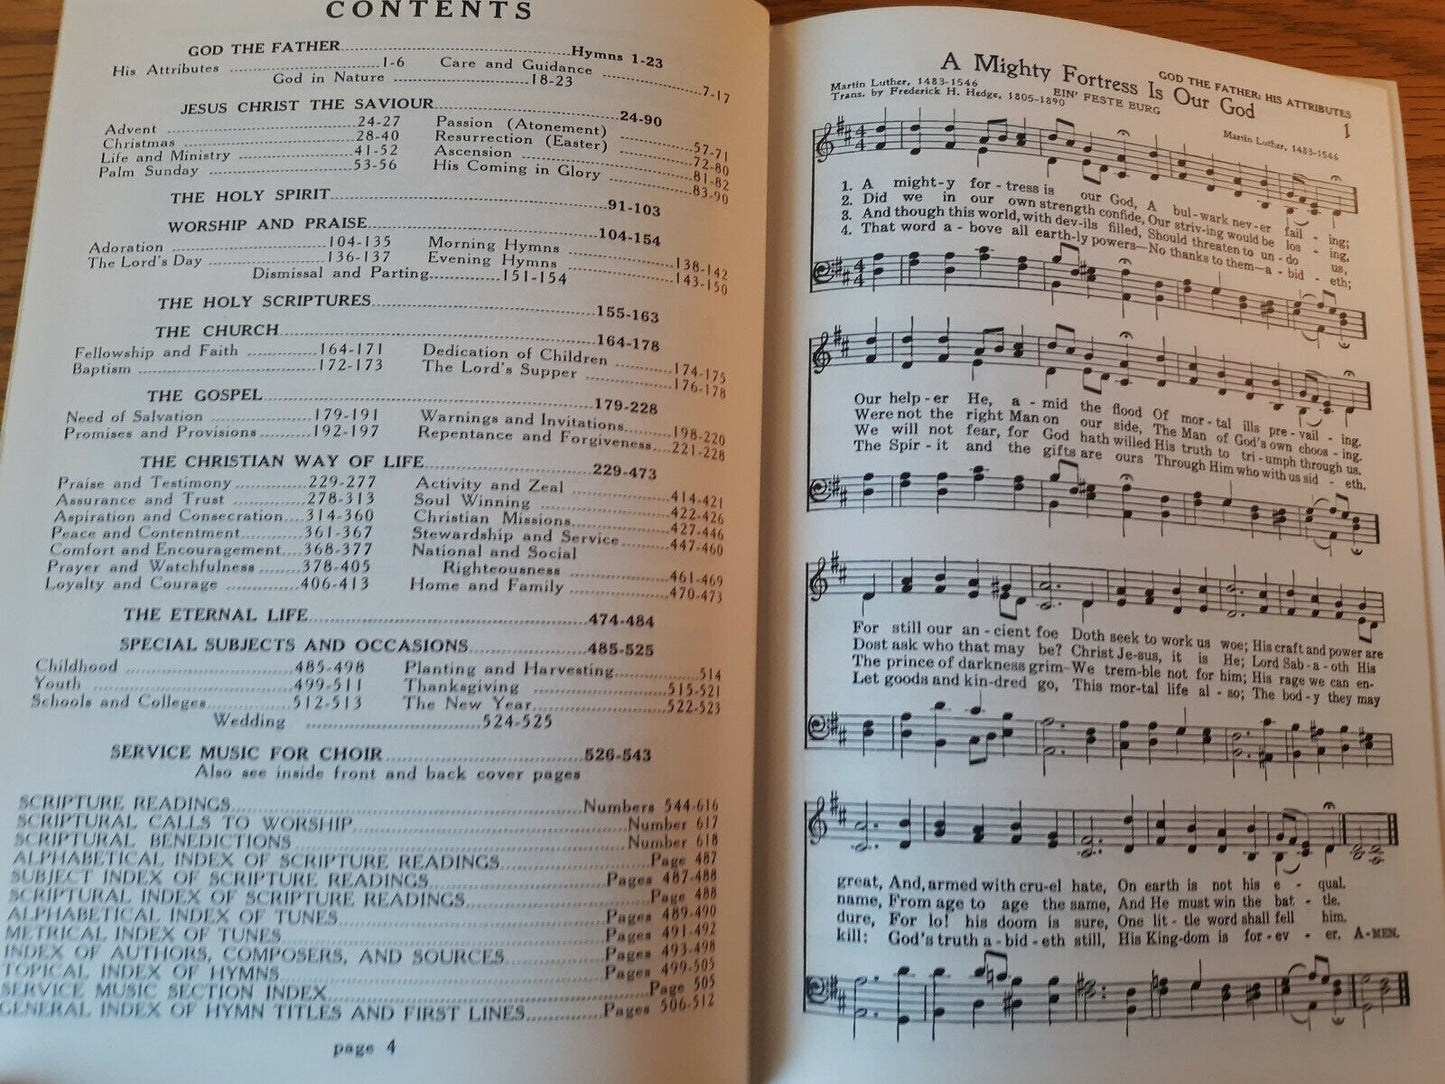 CONTENTS
GOD THE FATHER Hymns 1-23
His Attributes 1-6 Care and Guidance 7-17
God in Nature 18-23
JESUS CHRIST THE SAVIOUR 24-90
Advent 24-27 Passion (Atonement) 57-71
Christmas 28-40 Resurrection (Easter) 72-80
Life and Ministry 41-52 Ascension 81-82
Palm Sunday 53-56 His Coming in Glory 83-90
THE HOLY SPIRIT 91-103
WORSHIP AND PRAISE 104-154
Adoration 104-135 Morning Hymns 138-142
The Lord's Day 136-137 Evening Hymns 143-150
Dismissal and Parting 151-154
THE HOLY SCRIPTURES 155-163
THE CHURCH 164-178
Fellowship and Faith 164-171 Dedication of Children 174-175
Baptism 172-173 The Lord's Supper 176-178
THE GOSPEL 179-228
Need of Salvation 179-191 Warnings and Invitations 198-220
Promises and Provisions 192-197 Repentance and Forgiveness 221-228
THE CHRISTIAN WAY OF LIFE 229-473
Praise and Testimony 229-277 Activity and Zeal 414-421
Assurance and Trust 278-313 Soul Winning 422-426
Aspiration and Consecration 314-360 Christian Missions 427-446
Peace and Contentment 361-367 Stewardship and Service 447-460
Comfort and Encouragement 368-377 National and Social
Prayer and Watchfulness 378-405 Righteousness 461-469
Loyalty and Courage 406-413 Home and Family 470-473
THE ETERNAL LIFE 474-484
SPECIAL SUBJECTS AND OCCASIONS 485-525
Childhood 485-498 Planting and Harvesting 514
Youth 499-511 Thanksgiving 515-521
Schools and Colleges 512-513 The New Year 522-523
Wedding 524-525
SERVICE MUSIC FOR CHOIR 526-543
Also see inside front and back cover pages
SCRIPTURE READINGS Numbers 544-616
SCRIPTURAL CALLS TO WORSHIP Number 617
SCRIPTURAL BENEDICTIONS Number 618
ALPHABETICAL INDEX OF SCRIPTURE READINGS Page 487
SUBJECT INDEX OF SCRIPTURE READINGS Pages 487-488
SCRIPTURAL INDEX OF SCRIPTURE READINGS Page 488
ALPHABETICAL INDEX OF TUNES Pages 489-490
METRICAL INDEX OF TUNES Pages 491-492
INDEX OF AUTHORS, COMPOSERS, AND SOURCES Pages 493-498
TOPICAL INDEX OF HYMNS Pages 499-505
SERVICE MUSIC SECTION INDEX Page 505
GENERAL INDEX OF HYMN TITLES AND FIRST LINES Pages 506-512
page 4
GOD THE FATHER: HIS ATTRIBUTES
A Mighty Fortress Is Our God 1
Martin Luther, 1483-1546
Trans. by Frederick H. Hedge, 1805-1890
EIN' FESTE BURG
Martin Luther, 1483-1546
1. A might-y for-tress is our God, A bul-wark nev-er fail-ing;
2. Did we in our own strength confide, Our striv-ing would be los-ing,
3. And though this world, with dev-ils filled, Should threaten to un-do us,
4. That word a-bove all earth-ly powers—No thanks to them—a-bid-eth;
Our help-er He, a-mid the flood Of mor-tal ills pre-vail-ing.
Were not the right Man on our side, The Man of God's own choos-ing.
We will not fear, for God hath willed His truth to tri-umph through us.
The Spir-it and the gifts are ours Through Him who with us sid-eth.
For still our an-cient foe Doth seek to work us woe; His craft and power are
Dost ask who that may be? Christ Je-sus, it is He; Lord Sab-a-oth His
The prince of darkness grim—We trem-ble not for him; His rage we can en-
Let goods and kin-dred go, This mor-tal life al-so; The bod-y they may
great, And, armed with cru-el hate, On earth is not his e-qual.
name, From age to age the same, And He must win the bat-tle.
dure, For lo! his doom is sure, One lit-tle word shall fell him.
kill: God's truth a-bid-eth still, His King-dom is for-ev-er. A-MEN.